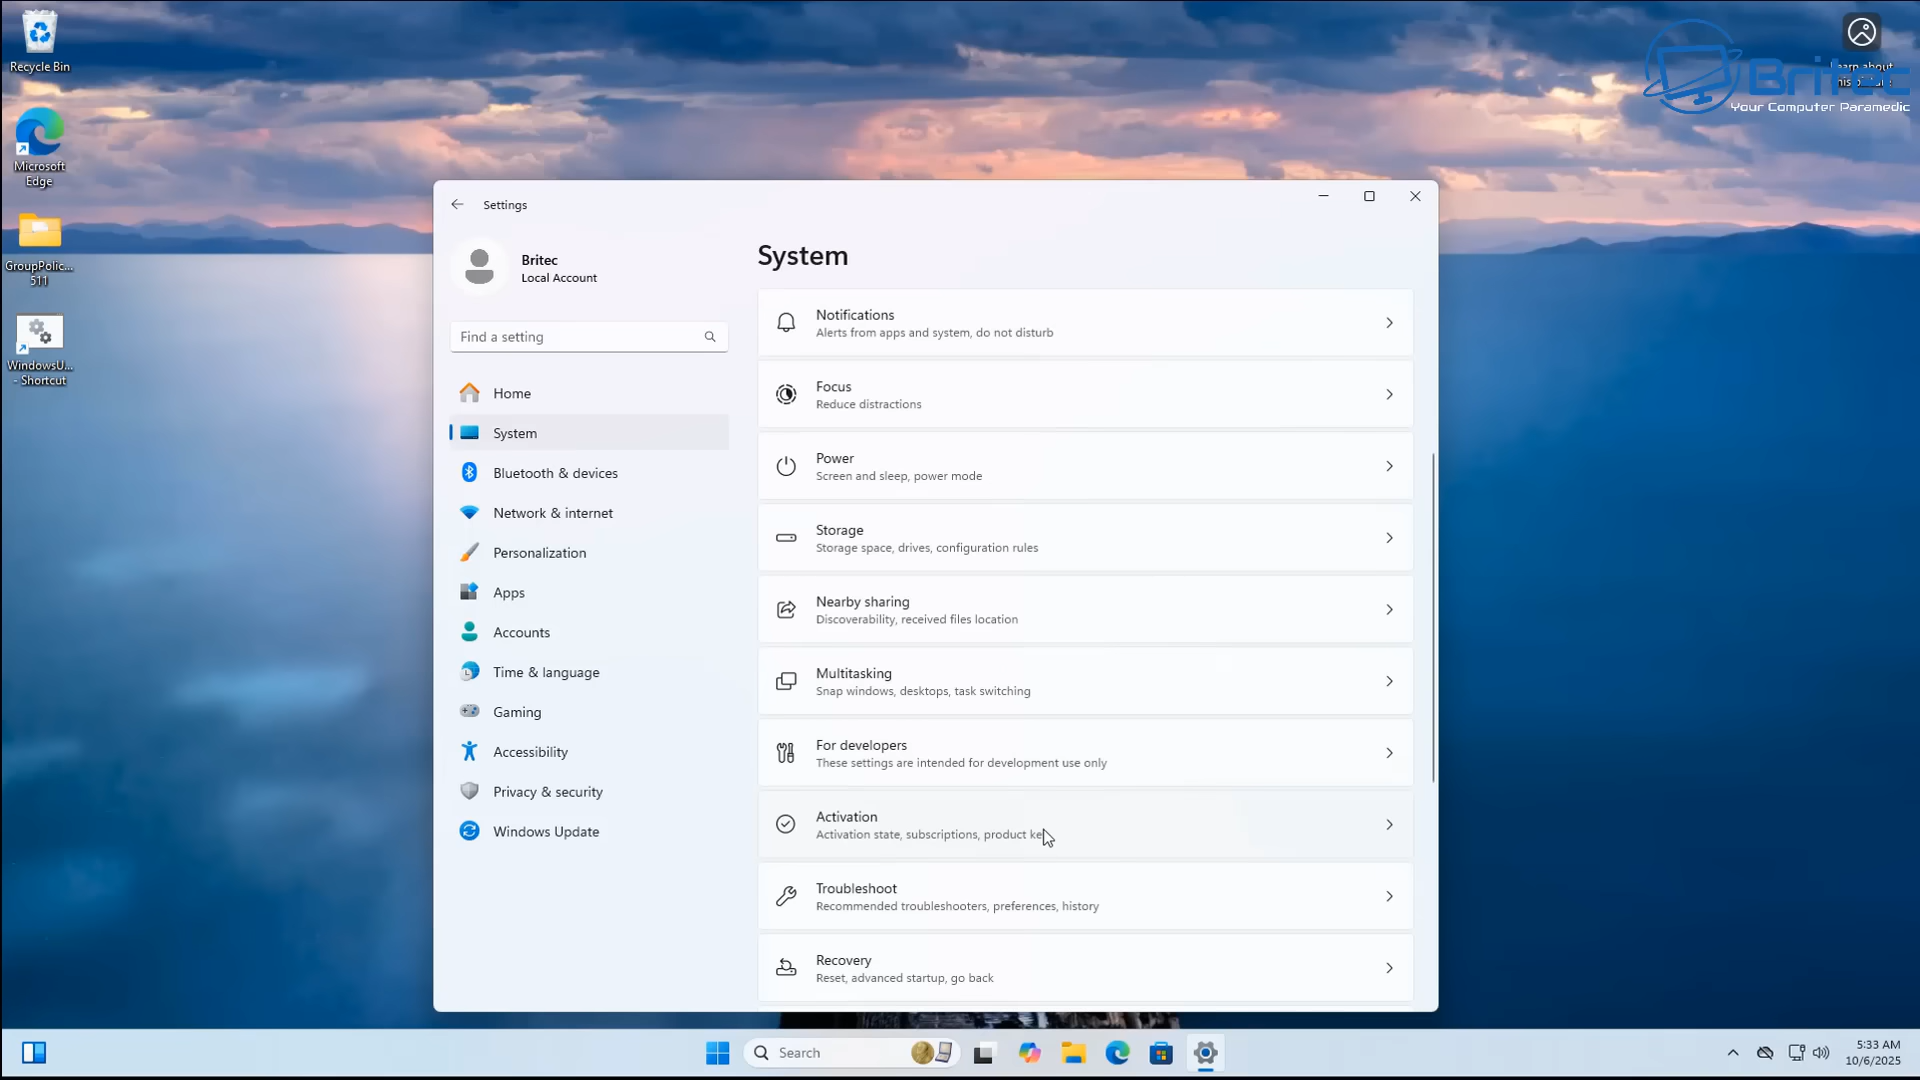 Recycle Bin
Microsoft
Edge
GroupPolic...
511
WindowsU...
- Shortcut
Learn about
Britec
Your Computer Paramedic
Settings
Britec
Local Account
Find a setting
Home
System
Bluetooth & devices
Network & internet
Personalization
Apps
Accounts
Time & language
Gaming
Accessibility
Privacy & security
Windows Update
System
Notifications
Alerts from apps and system, do not disturb
Focus
Reduce distractions
Power
Screen and sleep, power mode
Storage
Storage space, drives, configuration rules
Nearby sharing
Discoverability, received files location
Multitasking
Snap windows, desktops, task switching
For developers
These settings are intended for development use only
Activation
Activation state, subscriptions, product key
Troubleshoot
Recommended troubleshooters, preferences, history
Recovery
Reset, advanced startup, go back
Search
5:33 AM
10/6/2025